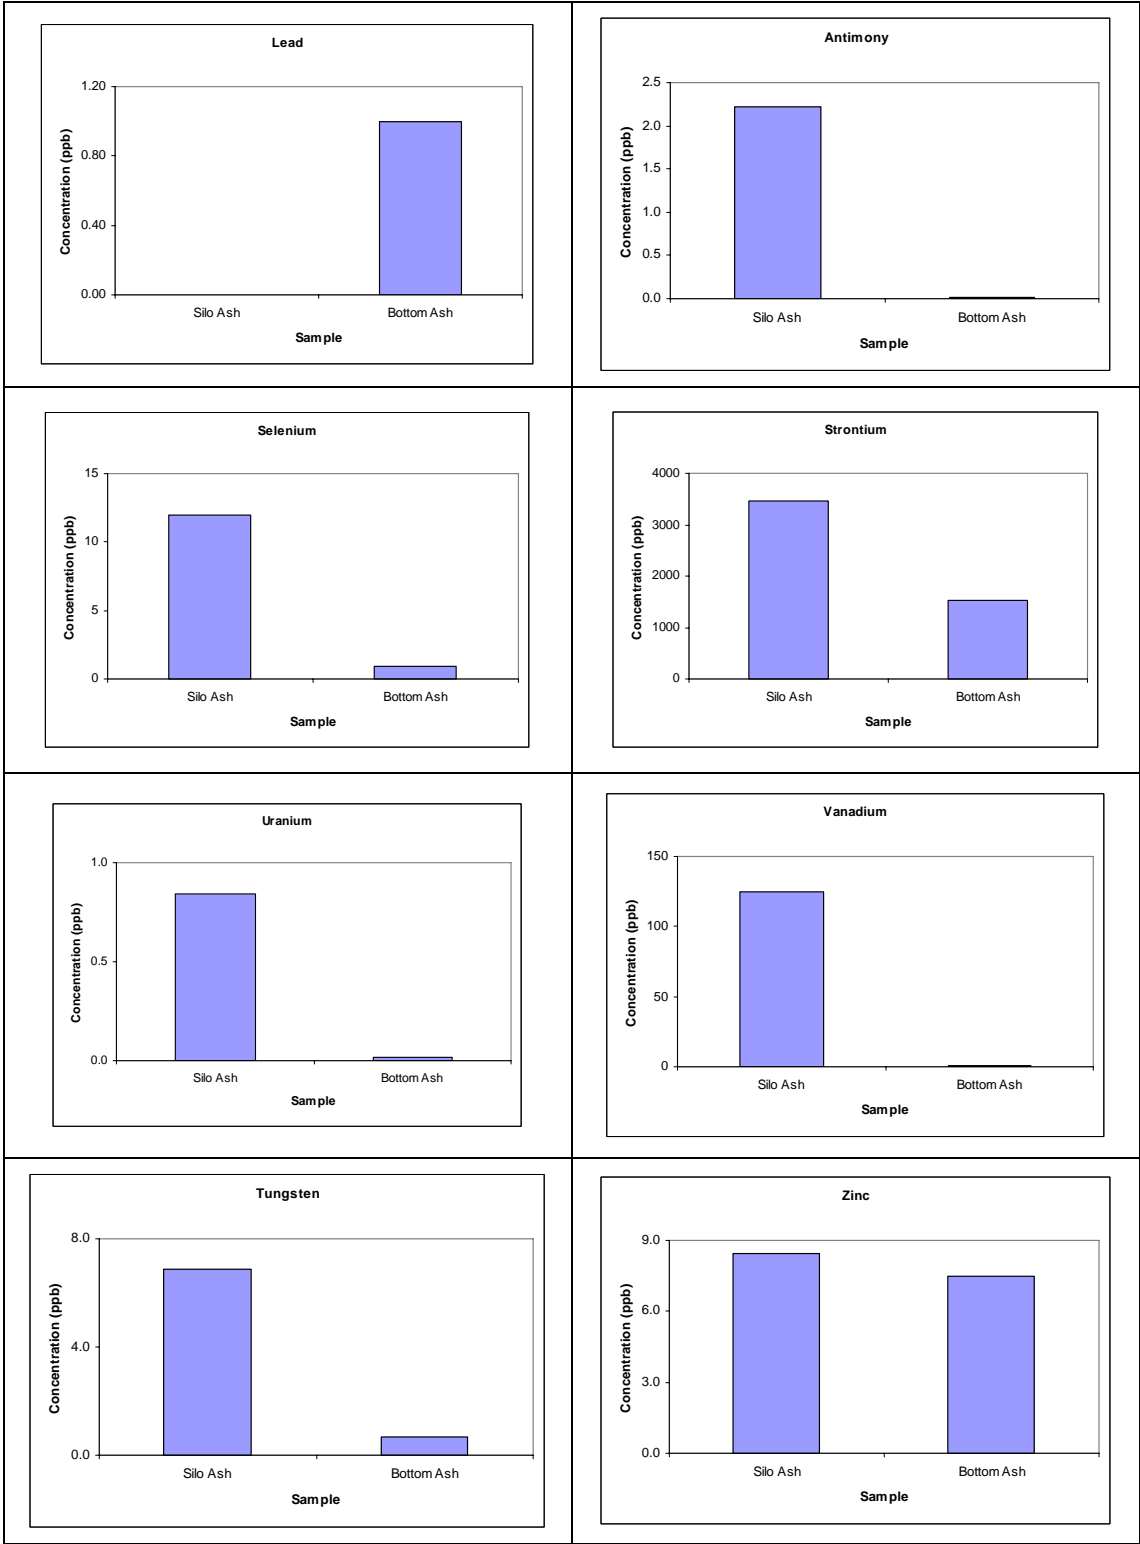 Lead
Concentration (ppb)
1.20
0.80
0.40
0.00
Silo Ash Bottom Ash
Sample
Antimony
Concentration (ppb)
2.5
2.0
1.5
1.0
0.5
0.0
Silo Ash Bottom Ash
Sample
Selenium
Concentration (ppb)
15
10
5
0
Silo Ash Bottom Ash
Sample
Strontium
Concentration (ppb)
4000
3000
2000
1000
0
Silo Ash Bottom Ash
Sample
Uranium
Concentration (ppb)
1.0
0.5
0.0
Silo Ash Bottom Ash
Sample
Vanadium
Concentration (ppb)
150
100
50
0
Silo Ash Bottom Ash
Sample
Tungsten
Concentration (ppb)
8.0
4.0
0.0
Silo Ash Bottom Ash
Sample
Zinc
Concentration (ppb)
9.0
6.0
3.0
0.0
Silo Ash Bottom Ash
Sample